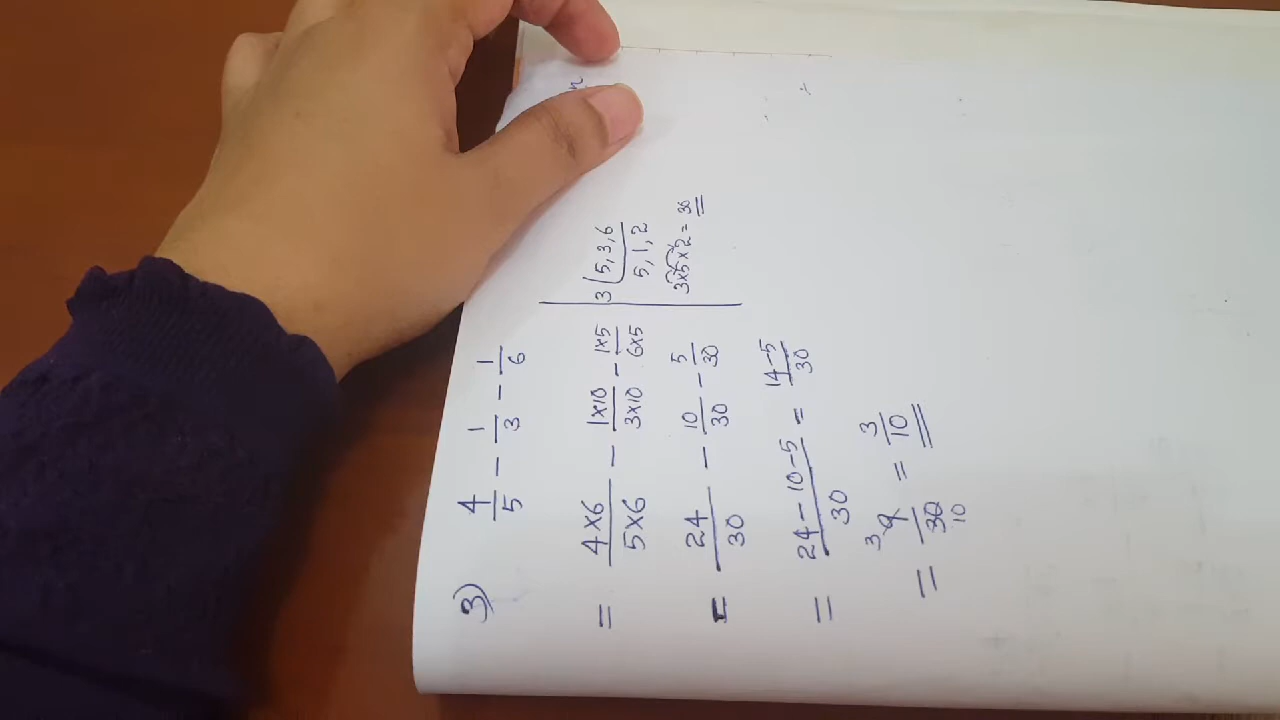 3) 4/5 - 1/3 - 1/6
= 4×6/5×6 - 1×10/3×10 - 1×5/6×5
3 | 5, 3, 6
5, 1, 2
3×5×2 = 30
= 24/30 - 10/30 - 5/30
= 24-10-5/30 = 14-5/30
= 3 9/30 10 = 3/10